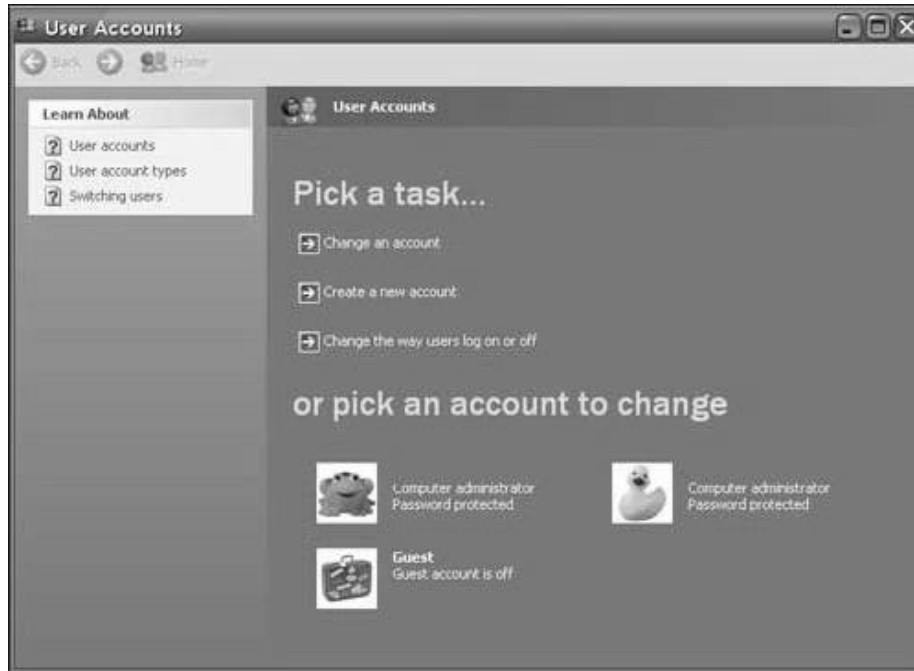 User Accounts
Back Home
Learn About
User accounts
User account types
Switching users
User Accounts
Pick a task...
Change an account
Create a new account
Change the way users log on or off
or pick an account to change
Computer administrator
Password protected
Computer administrator
Password protected
Guest
Guest account is off